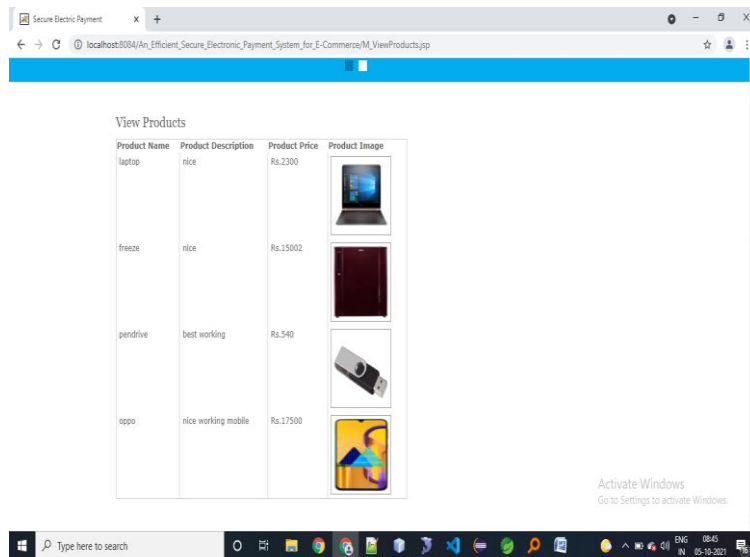 Secure Electric Payment
localhost:8084/An_Efficient_Secure_Electronic_Payment_System_for_E-Commerce/M_ViewProducts.jsp
View Products
Product Name Product Description Product Price Product Image
laptop nice Rs.2300
freeze nice Rs.15002
pendrive best working Rs.540
oppo nice working mobile Rs.17500
Activate Windows
Go to Settings to activate Windows.
Type here to search
ENG 08:45
IN 05-10-2021